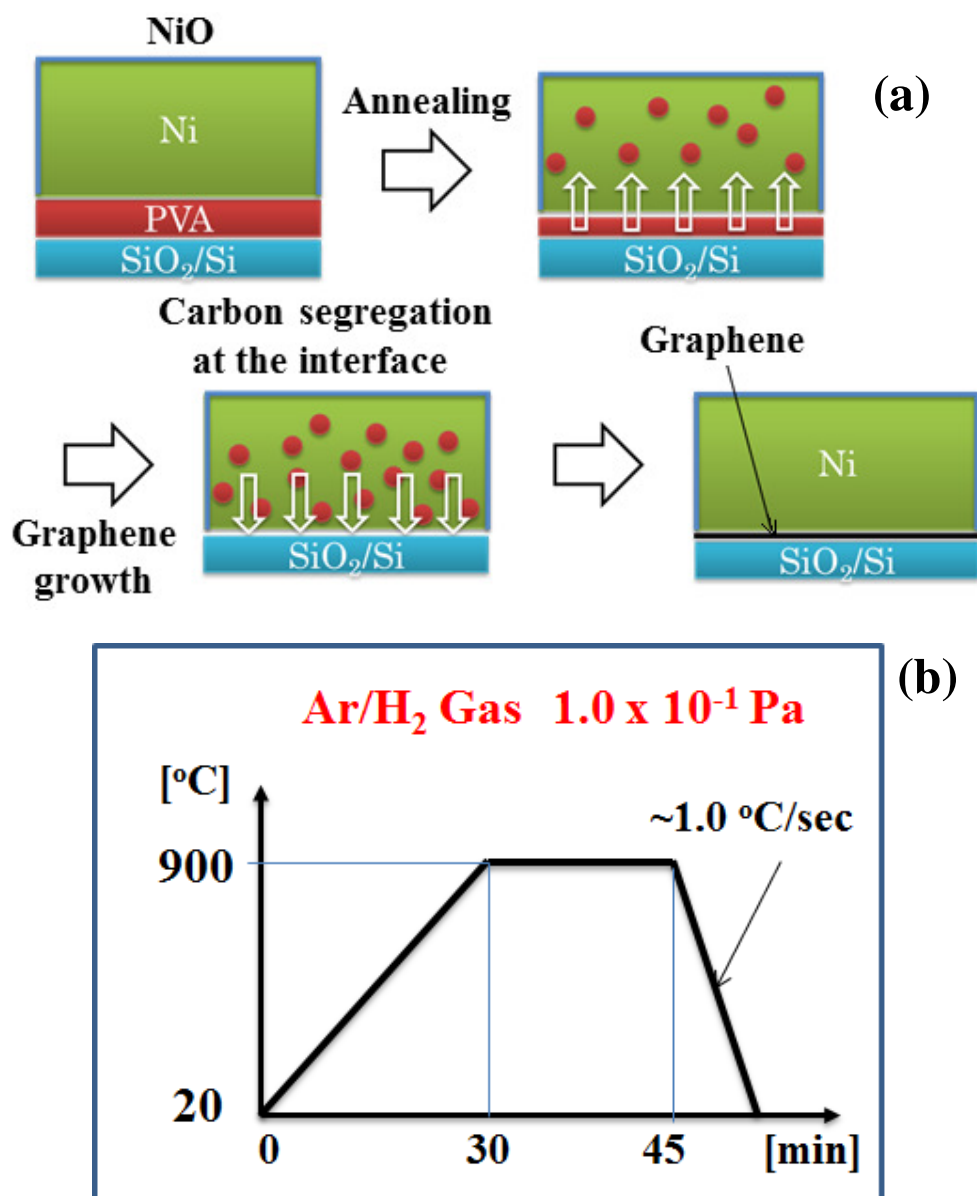 NiO
(a)
Annealing
Ni
PVA
SiO₂/Si
SiO₂/Si
Carbon segregation
at the interface
Graphene
Graphene
growth
SiO₂/Si
Ni
SiO₂/Si
(b)
Ar/H₂ Gas 1.0 x 10⁻¹ Pa
[°C]
~1.0 °C/sec
900
20
0
30
45
[min]